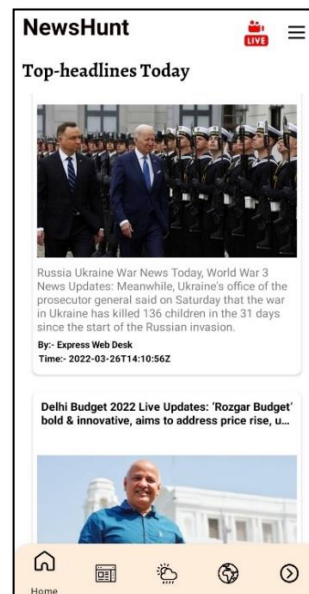 NewsHunt
LIVE
Top-headlines Today
Russia Ukraine War News Today, World War 3
News Updates: Meanwhile, Ukraine's office of the
prosecutor general said on Saturday that the war
in Ukraine has killed 136 children in the 31 days
since the start of the Russian invasion.
By:- Express Web Desk
Time:- 2022-03-26T14:10:56Z
Delhi Budget 2022 Live Updates: ‘Rozgar Budget’
bold & innovative, aims to address price rise, u...
Home